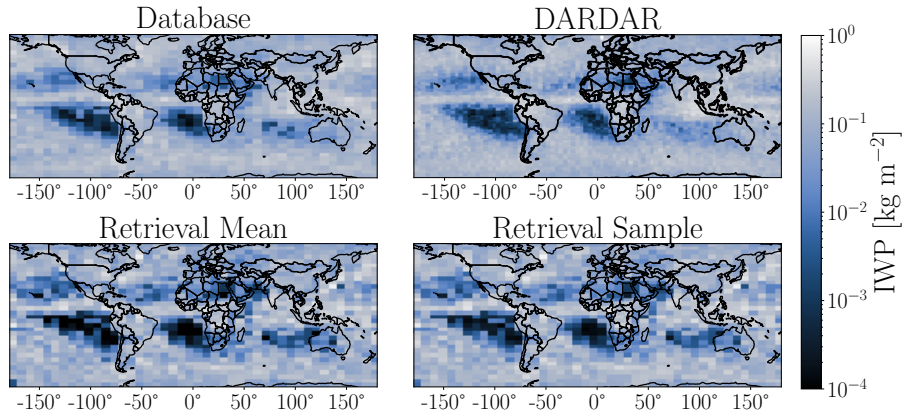 Database
DARDAR
-150° -100° -50° 0° 50° 100° 150°
-150° -100° -50° 0° 50° 100° 150°
Retrieval Mean
Retrieval Sample
-150° -100° -50° 0° 50° 100° 150°
-150° -100° -50° 0° 50° 100° 150°
10⁰
10⁻¹
10⁻²
10⁻³
10⁻⁴
IWP [kg m⁻²]